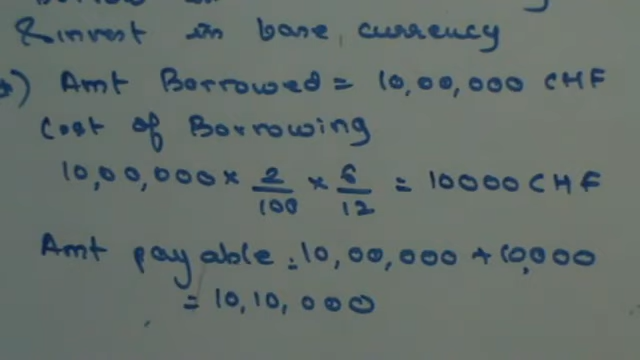 & invest in base currency
) Amt Borrowed = 10,00,000 CHF
Cost of Borrowing
10,00,000 × 2/100 × 6/12 = 10000 CHF
Amt payable = 10,00,000 + 10,000
= 10,10,000